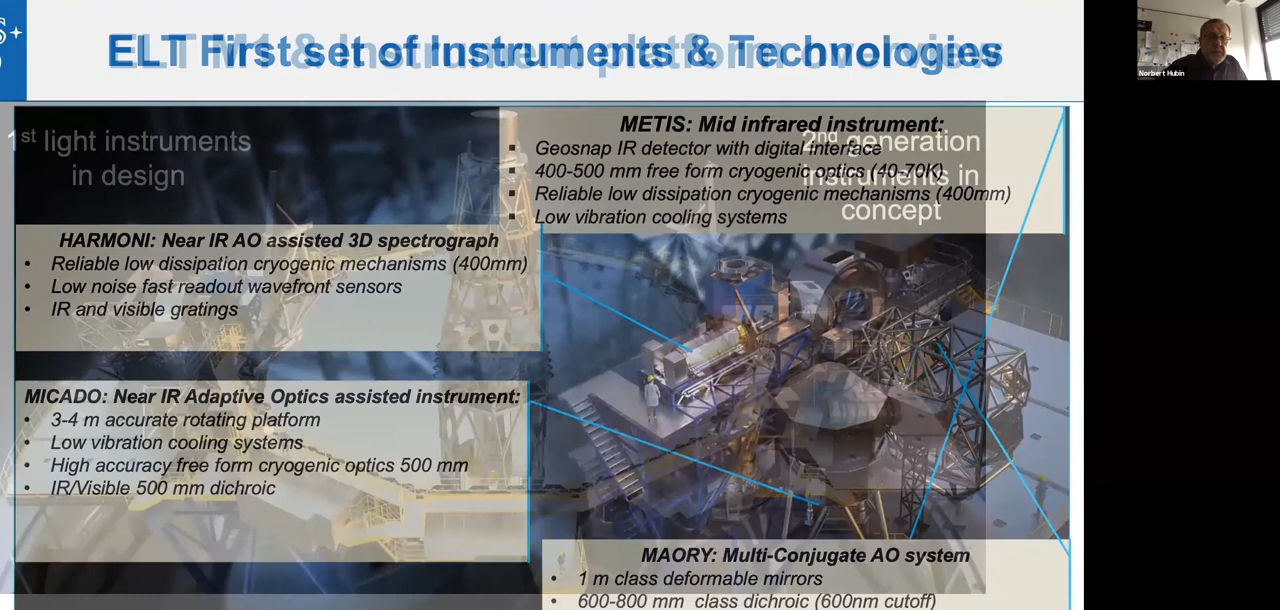 ELT First set of Instruments & Technologies
ELT M1 & Instrument platform overview
1st light instruments
in design
2nd generation
instruments in
concept
METIS: Mid infrared instrument:
▪ Geosnap IR detector with digital interface
▪ 400-500 mm free form cryogenic optics (40-70K)
▪ Reliable low dissipation cryogenic mechanisms (400mm)
▪ Low vibration cooling systems
HARMONI: Near IR AO assisted 3D spectrograph
• Reliable low dissipation cryogenic mechanisms (400mm)
• Low noise fast readout wavefront sensors
• IR and visible gratings
MICADO: Near IR Adaptive Optics assisted instrument:
• 3-4 m accurate rotating platform
• Low vibration cooling systems
• High accuracy free form cryogenic optics 500 mm
• IR/Visible 500 mm dichroic
MAORY: Multi-Conjugate AO system
• 1 m class deformable mirrors
• 600-800 mm class dichroic (600nm cutoff)
Norbert Hubin